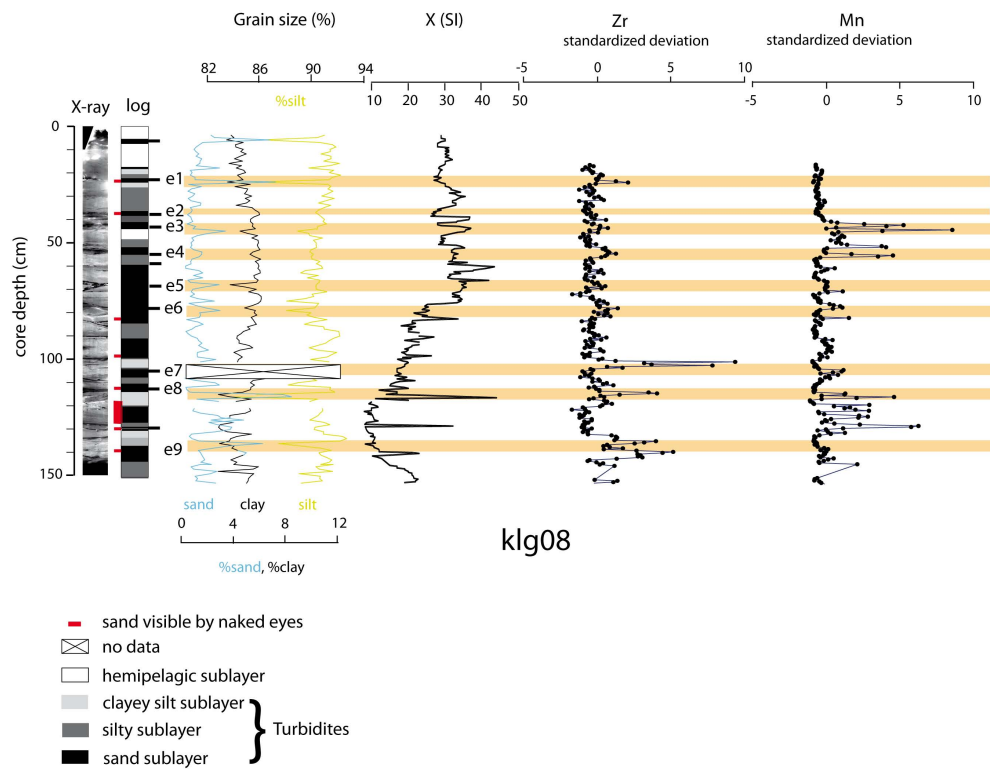 Grain size (%)
X (SI)
Zr
standardized deviation
Mn
standardized deviation
82 86 90 94
%silt
10 20 30 40 50
-5 0 5 10
-5 0 5 10
X-ray
log
core depth (cm)
0
50
100
150
e1
e2
e3
e4
e5
e6
e7
e8
e9
sand clay silt
0 4 8 12
%sand, %clay
klg08
sand visible by naked eyes
no data
hemipelagic sublayer
clayey silt sublayer
silty sublayer
Turbidites
sand sublayer